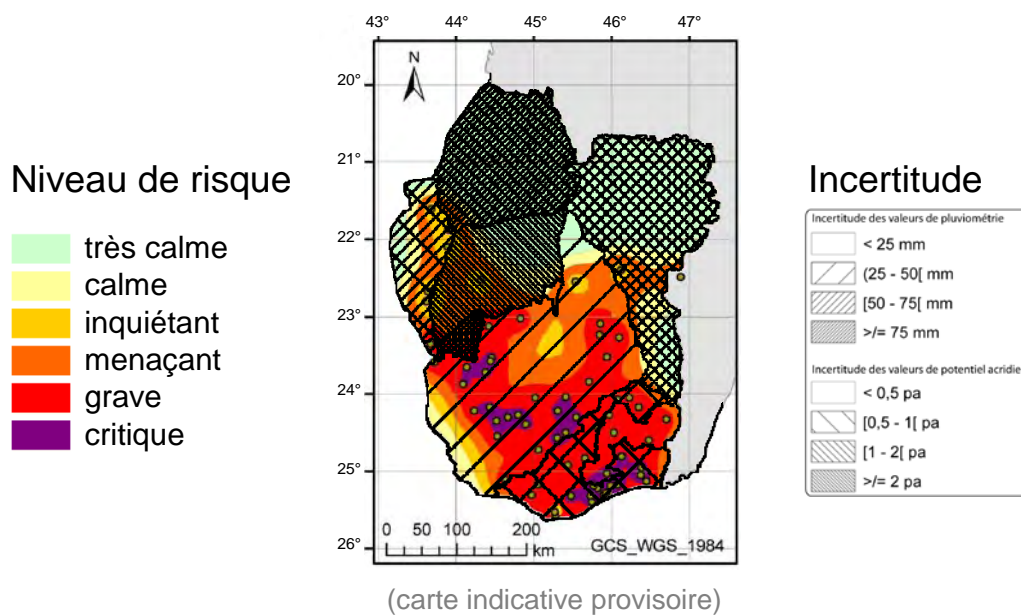 43° 44° 45° 46° 47°
N
20°
21°
22°
23°
24°
25°
26°
Niveau de risque
très calme
calme
inquiétant
menaçant
grave
critique
0 50 100 200
km
GCS_WGS_1984
Incertitude
Incertitude des valeurs de pluviométrie
< 25 mm
(25 - 50[ mm
[50 - 75[ mm
>/= 75 mm
Incertitude des valeurs de potentiel acridie
< 0,5 pa
[0,5 - 1[ pa
[1 - 2[ pa
>/= 2 pa
(carte indicative provisoire)